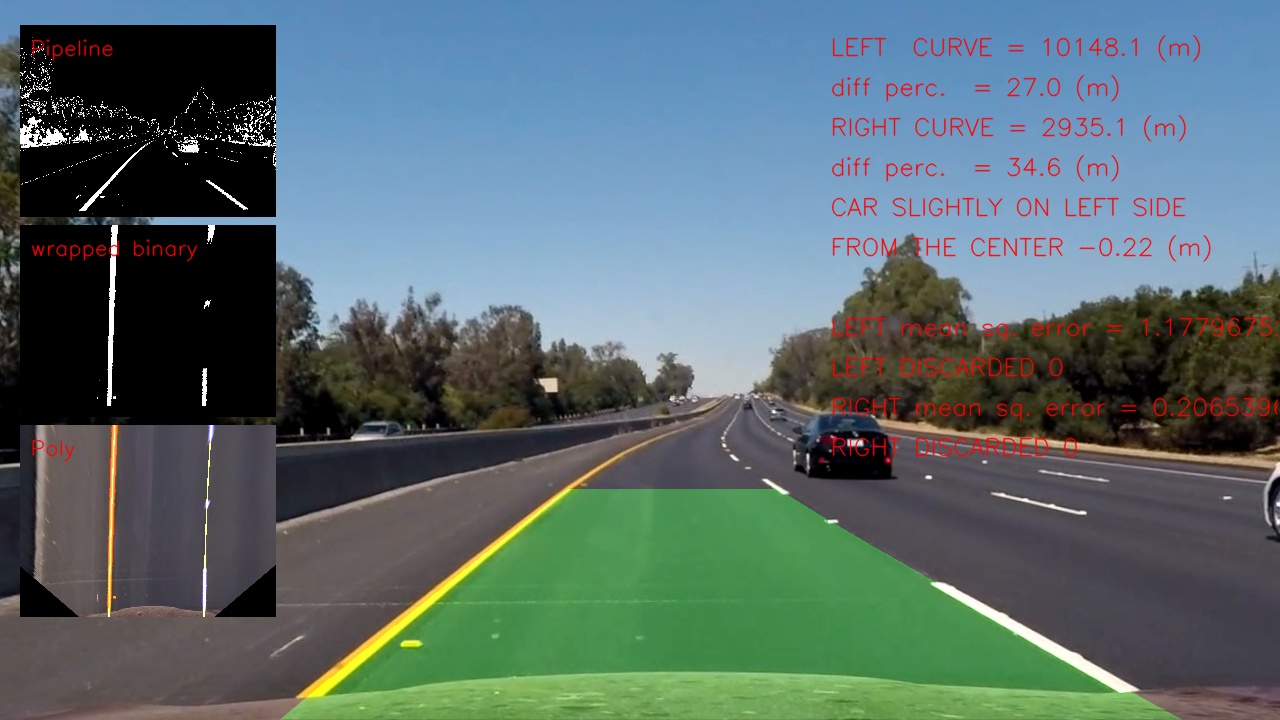 Pipeline
wrapped binary
Poly
LEFT CURVE = 10148.1 (m)
diff perc. = 27.0 (m)
RIGHT CURVE = 2935.1 (m)
diff perc. = 34.6 (m)
CAR SLIGHTLY ON LEFT SIDE
FROM THE CENTER -0.22 (m)
LEFT mean sq. error = 1.1779675
LEFT DISCARDED 0
RIGHT mean sq. error = 0.206539
RIGHT DISCARDED 0